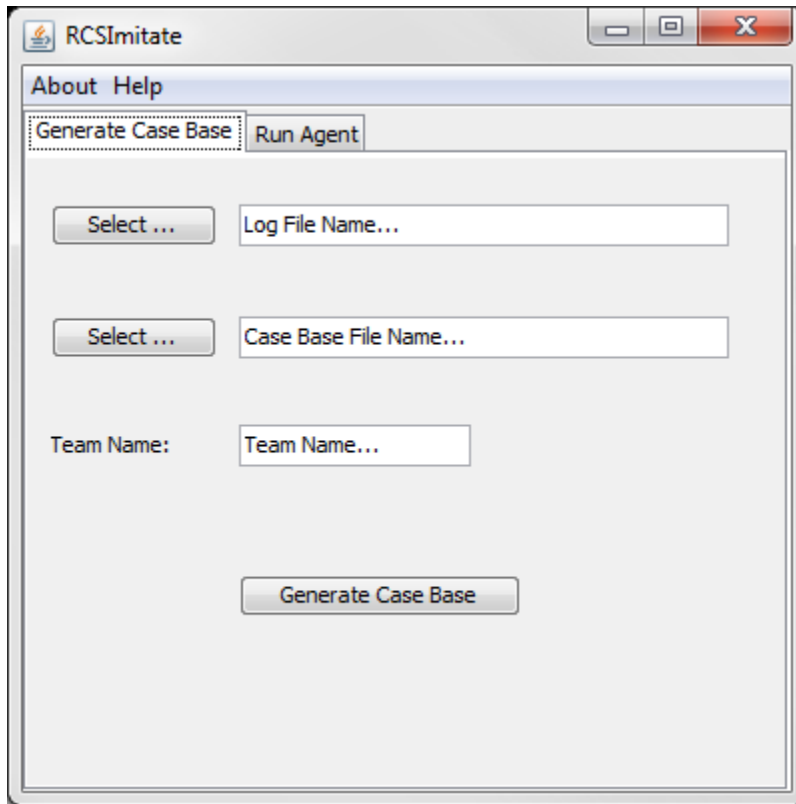 RCSImitate
About Help
Generate Case Base Run Agent
Select ... Log File Name...
Select ... Case Base File Name...
Team Name: Team Name...
Generate Case Base